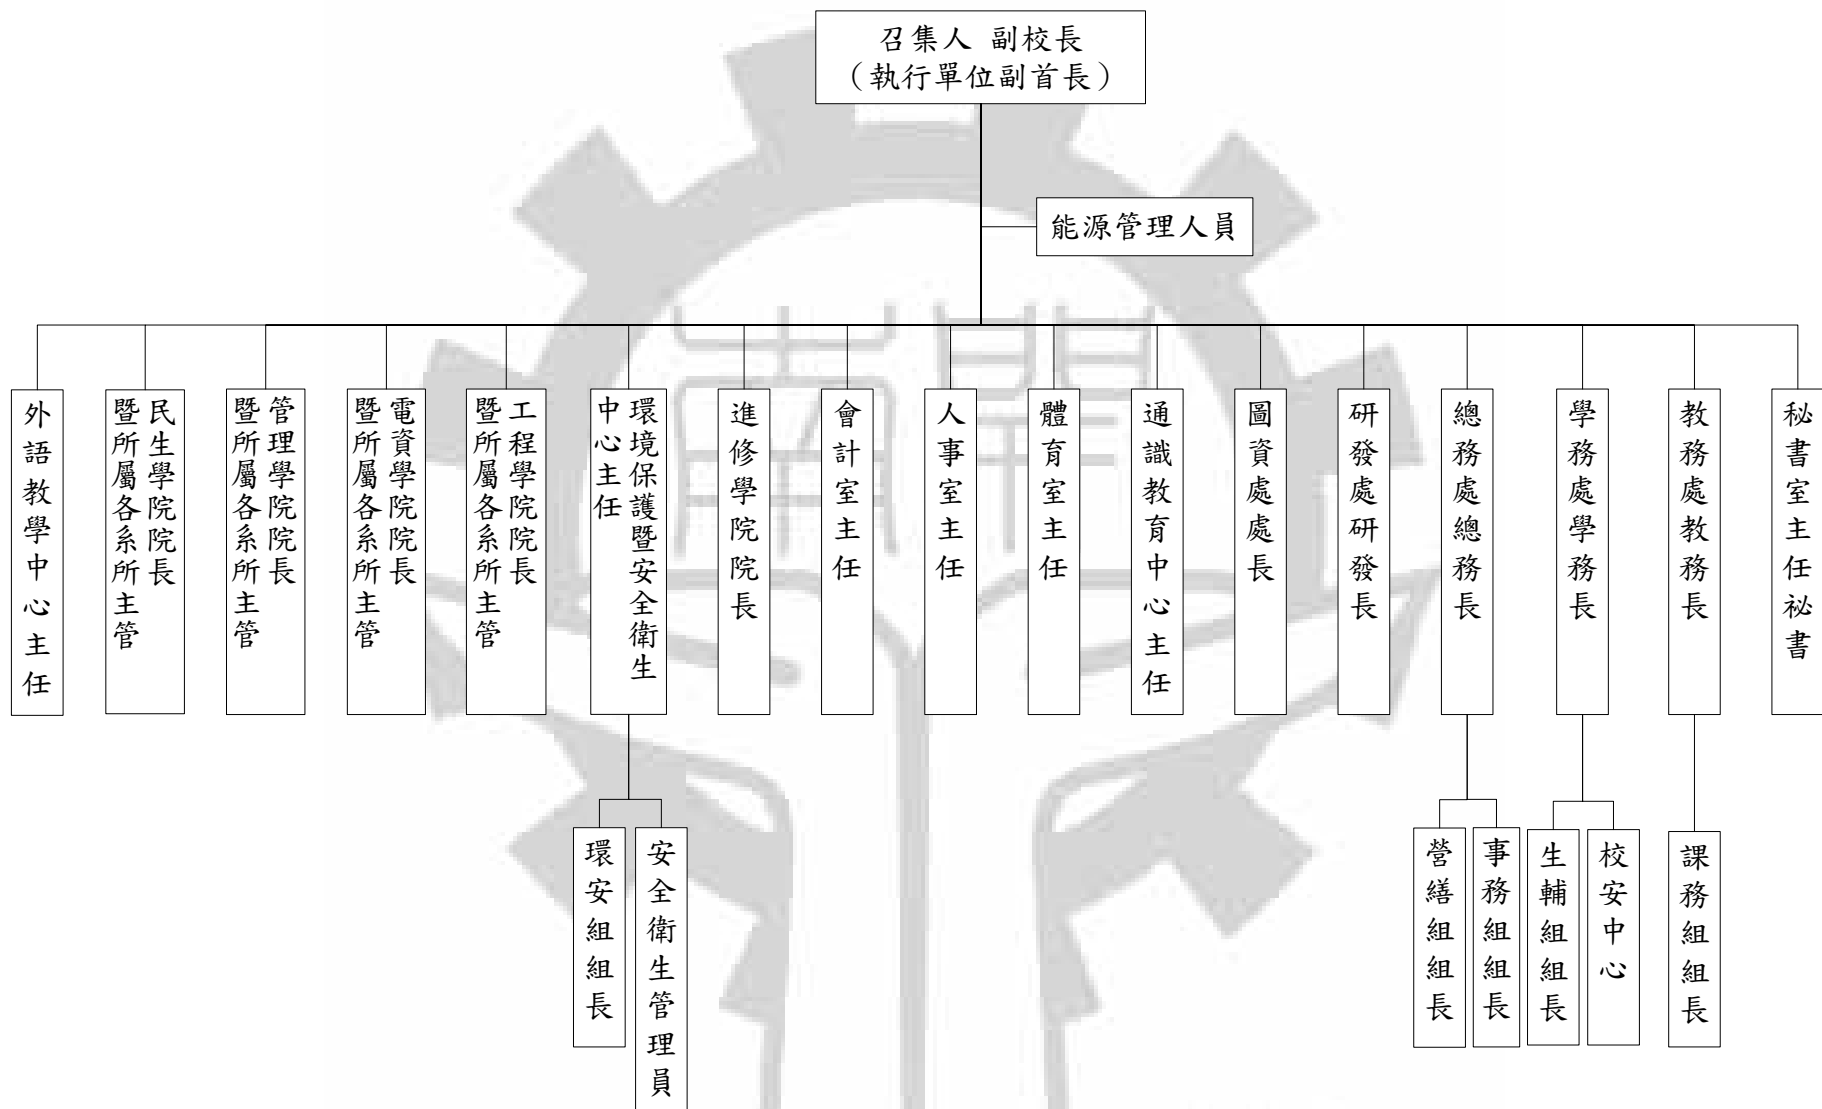 召集人 副校長
（執行單位副首長）
能源管理人員
外語教學中心主任
民生學院院長
暨所屬各系所主管
管理學院院長
暨所屬各系所主管
電資學院院長
暨所屬各系所主管
工程學院院長
暨所屬各系所主管
環境保護暨安全衛生
中心主任
進修學院院長
會計室主任
人事室主任
體育室主任
通識教育中心主任
圖資處處長
研發處研發長
總務處總務長
學務處學務長
教務處教務長
秘書室主任祕書
環安組組長
安全衛生管理員
營繕組組長
事務組組長
生輔組組長
校安中心
課務組組長